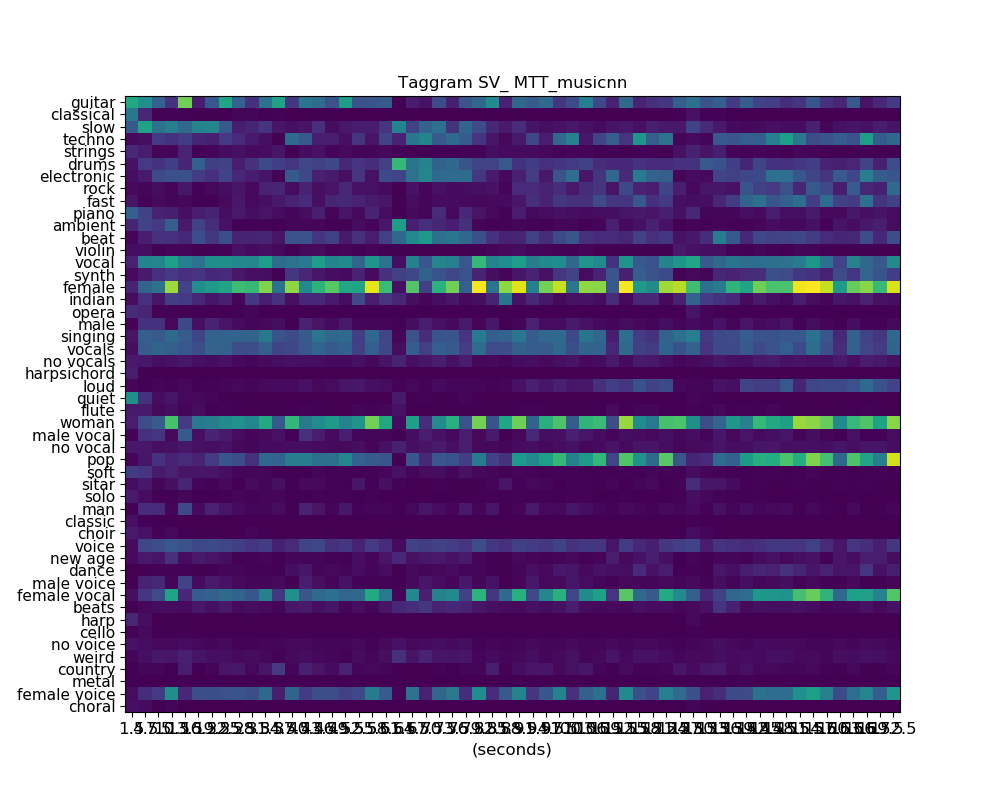 Taggram SV_ MTT_musicnn
guitar
classical
slow
techno
strings
drums
electronic
rock
fast
piano
ambient
beat
violin
vocal
synth
female
indian
opera
male
singing
vocals
no vocals
harpsichord
loud
quiet
flute
woman
male vocal
no vocal
pop
soft
sitar
solo
man
classic
choir
voice
new age
dance
male voice
female vocal
beats
harp
cello
no voice
weird
country
metal
female voice
choral
(seconds)